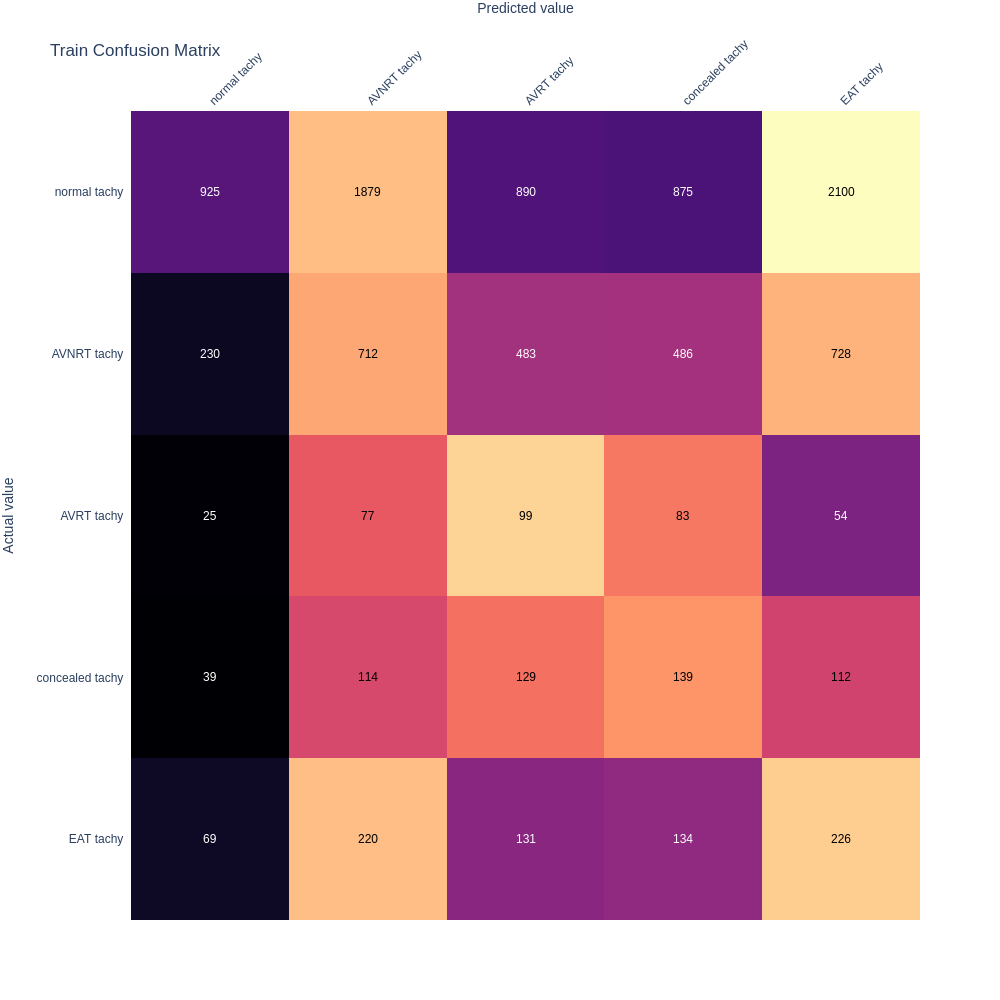 Predicted value
Train Confusion Matrix
normal tachy
AVNRT tachy
AVRT tachy
concealed tachy
EAT tachy
normal tachy 925 1879 890 875 2100
AVNRT tachy 230 712 483 486 728
Actual value
AVRT tachy 25 77 99 83 54
concealed tachy 39 114 129 139 112
EAT tachy 69 220 131 134 226